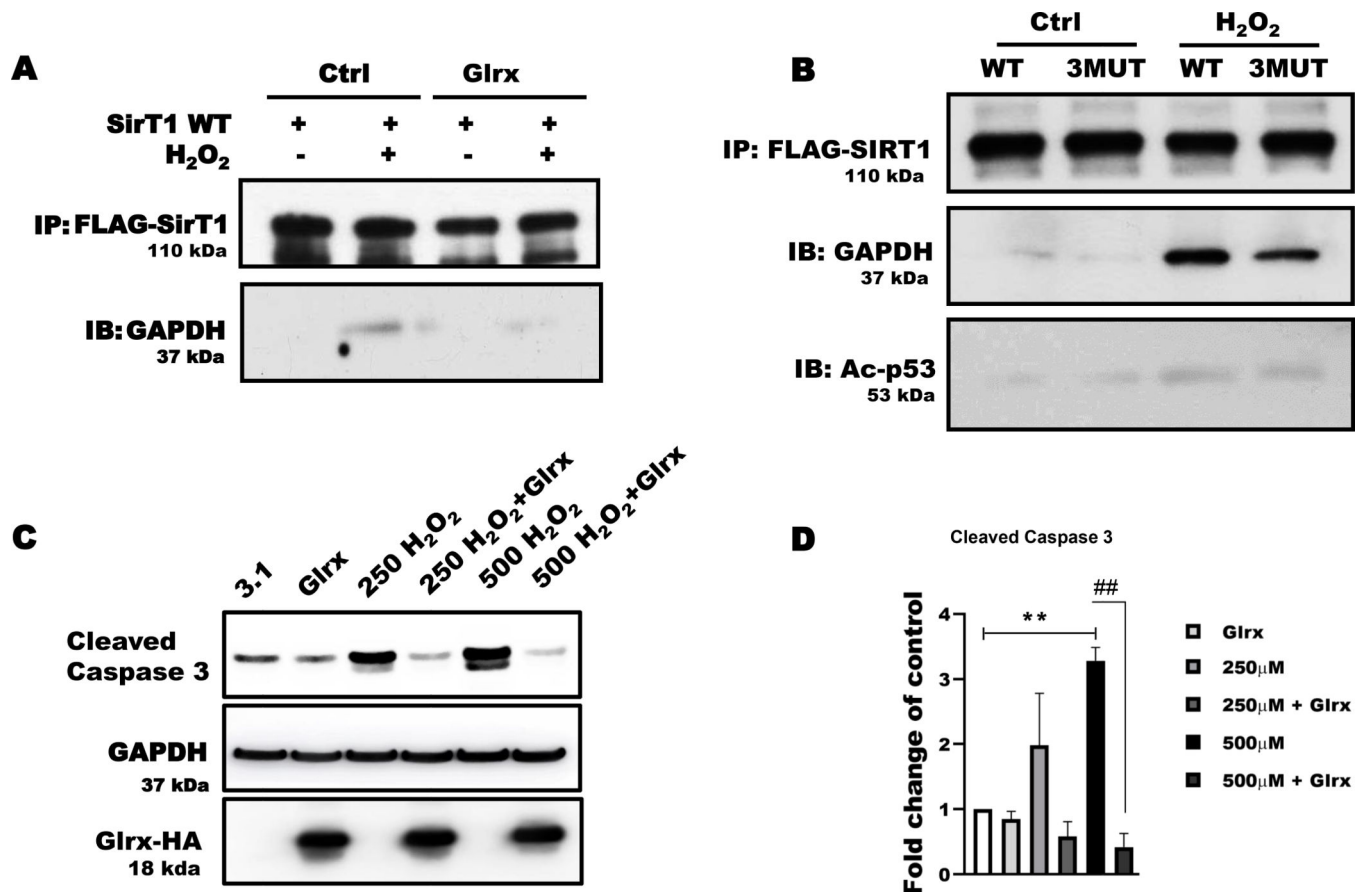 A
Ctrl Glrx
SirT1 WT + + + +
H₂O₂ - + - +
IP: FLAG-SirT1
110 kDa
IB: GAPDH
37 kDa
B
Ctrl H₂O₂
WT 3MUT WT 3MUT
IP: FLAG-SIRT1
110 kDa
IB: GAPDH
37 kDa
IB: Ac-p53
53 kDa
C
3.1 Glrx 250 H₂O₂ 250 H₂O₂+Glrx 500 H₂O₂ 500 H₂O₂+Glrx
Cleaved
Caspase 3
GAPDH
37 kDa
Glrx-HA
18 kda
D
Cleaved Caspase 3
Fold change of control
4
3
2
1
0
**
##
Glrx
250µM
250µM + Glrx
500µM
500µM + Glrx